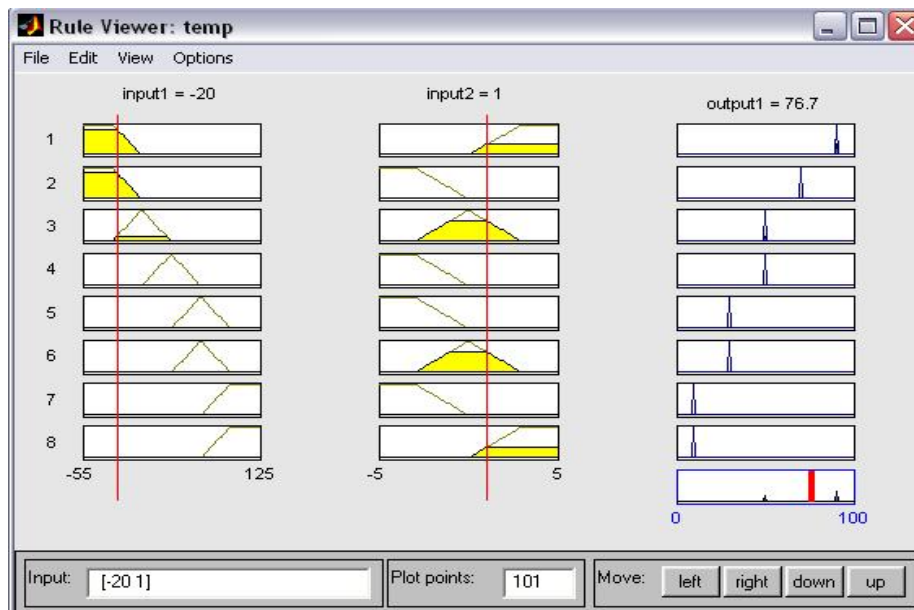 Rule Viewer: temp
File Edit View Options
input1 = -20 input2 = 1 output1 = 76.7
1
2
3
4
5
6
7
8
-55 125 -5 5
0 100
Input: [-20 1] Plot points: 101 Move: left right down up